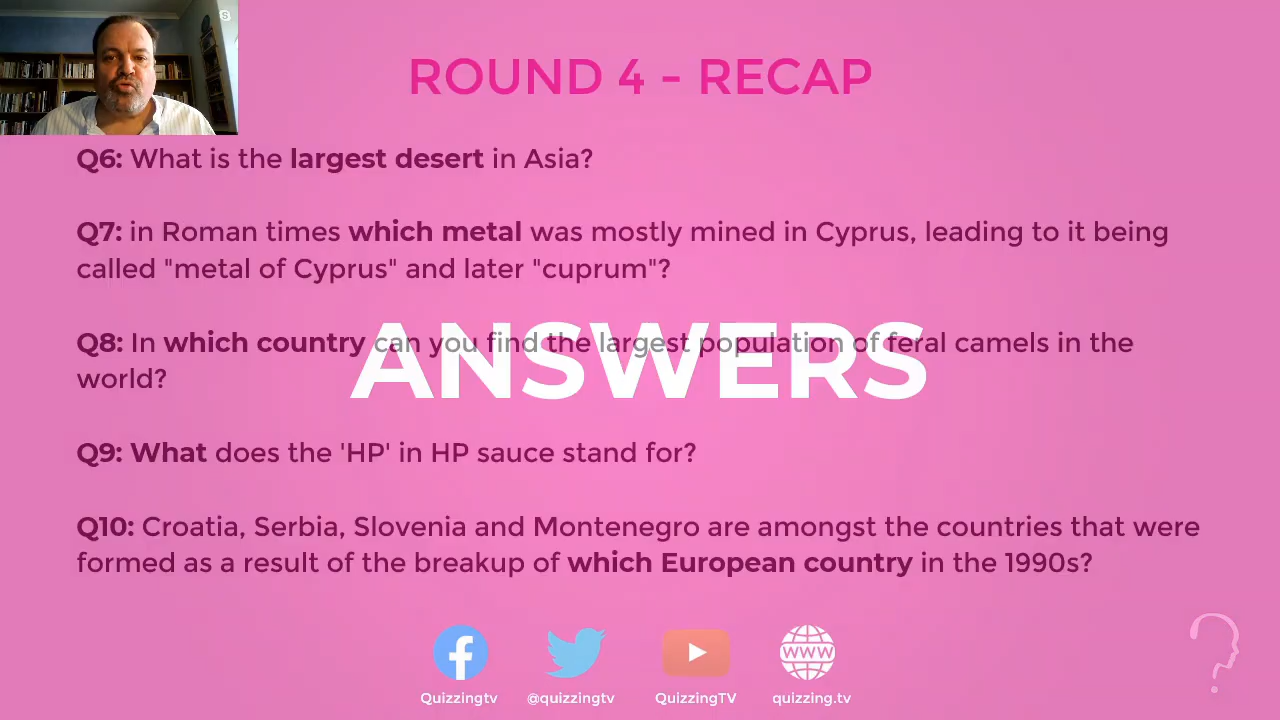 ROUND 4 - RECAP
Q6: What is the largest desert in Asia?
Q7: in Roman times which metal was mostly mined in Cyprus, leading to it being
called "metal of Cyprus" and later "cuprum"?
Q8: In which country can you find the largest population of feral camels in the
world?
ANSWERS
Q9: What does the 'HP' in HP sauce stand for?
Q10: Croatia, Serbia, Slovenia and Montenegro are amongst the countries that were
formed as a result of the breakup of which European country in the 1990s?
WWW
Quizzingtv @quizzingtv QuizzingTV quizzing.tv